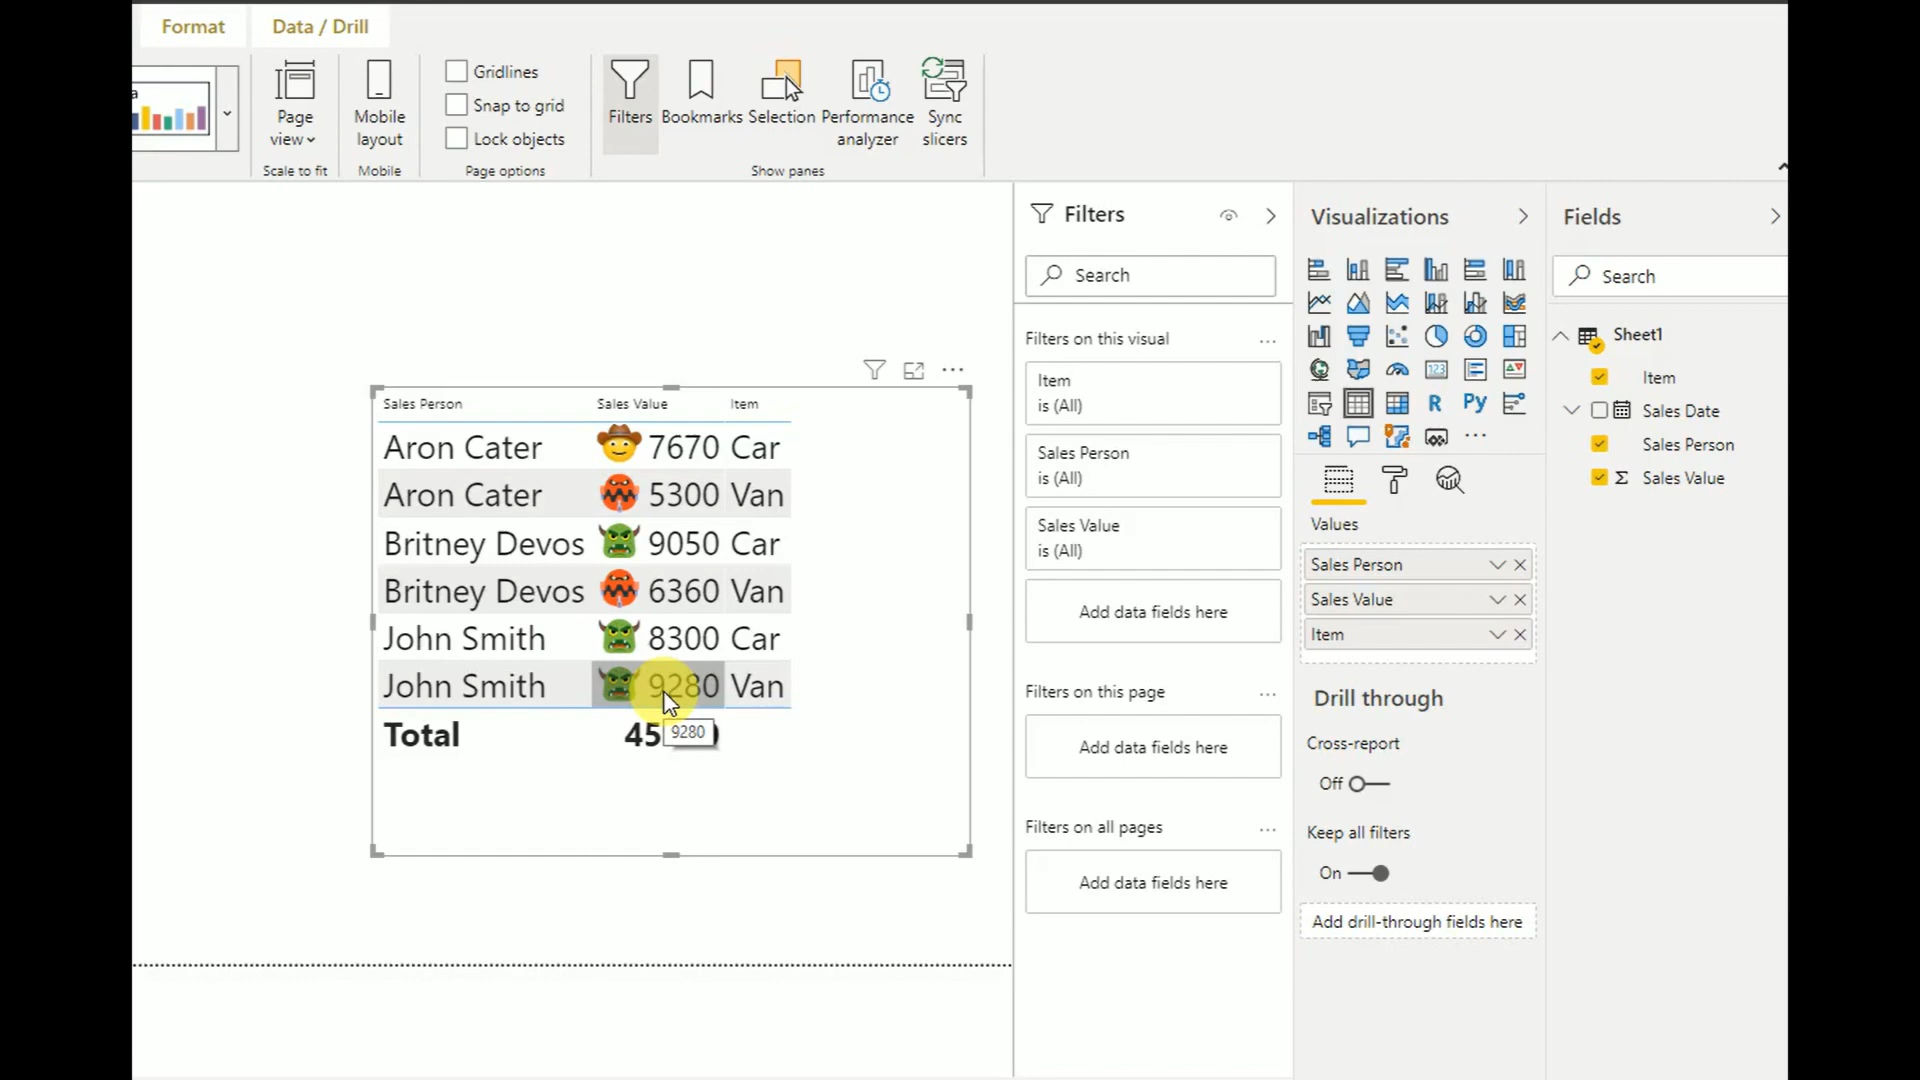 Format
Data / Drill
Page view
Mobile layout
Gridlines
Snap to grid
Lock objects
Filters
Bookmarks
Selection
Performance analyzer
Sync slicers
Scale to fit
Mobile
Page options
Show panes
Filters
Search
Filters on this visual
Item
is (All)
Sales Person
is (All)
Sales Value
is (All)
Add data fields here
Filters on this page
Add data fields here
Filters on all pages
Add data fields here
Visualizations
123
R
Py
Values
Sales Person
Sales Value
Item
Drill through
Cross-report
Off
Keep all filters
On
Add drill-through fields here
Fields
Search
Sheet1
Item
Sales Date
Sales Person
Σ Sales Value
Sales Person Sales Value Item
Aron Cater 7670 Car
Aron Cater 5300 Van
Britney Devos 9050 Car
Britney Devos 6360 Van
John Smith 8300 Car
John Smith 9280 Van
Total
9280